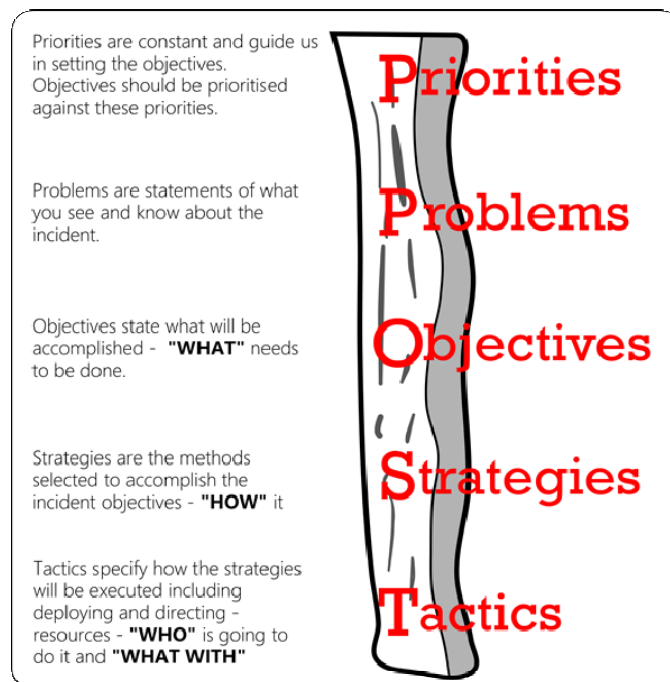 Priorities are constant and guide us
in setting the objectives.
Objectives should be prioritised
against these priorities.
Priorities
Problems are statements of what
you see and know about the
incident.
Problems
Objectives state what will be
accomplished - "WHAT" needs
to be done.
Objectives
Strategies are the methods
selected to accomplish the
incident objectives - "HOW" it
Strategies
Tactics specify how the strategies
will be executed including
deploying and directing -
resources - "WHO" is going to
do it and "WHAT WITH"
Tactics